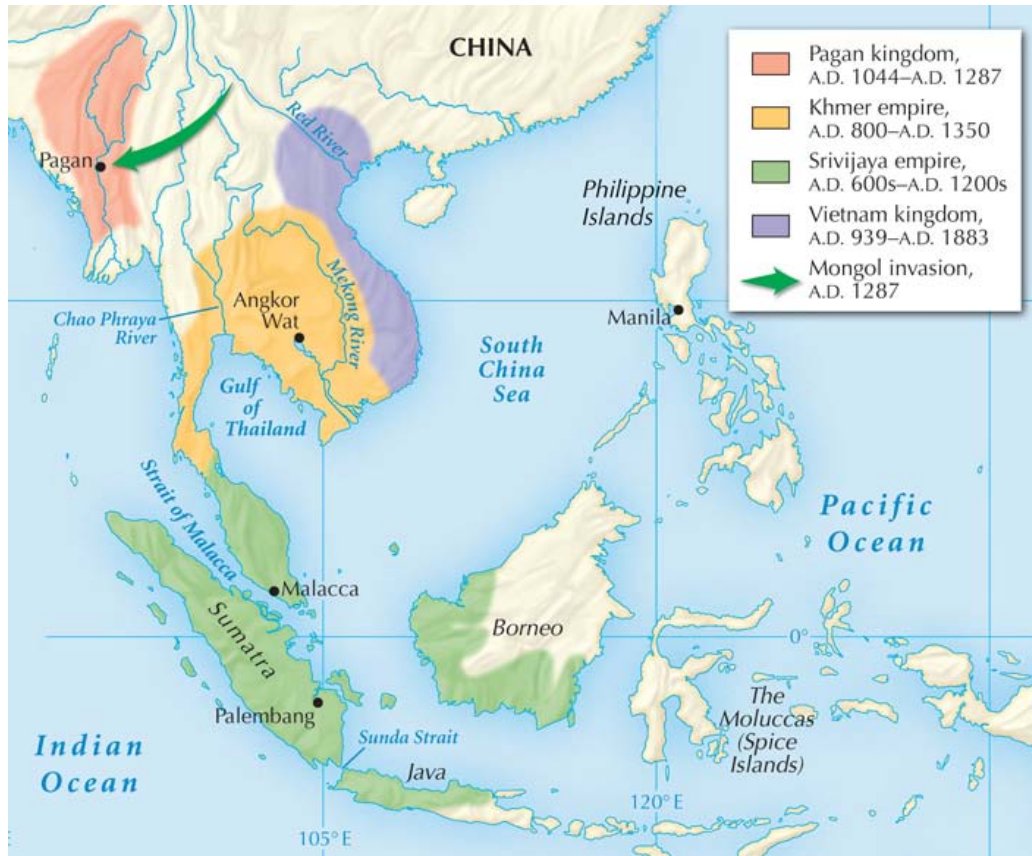 CHINA
Pagan kingdom,
A.D. 1044–A.D. 1287
Khmer empire,
A.D. 800–A.D. 1350
Srivijaya empire,
A.D. 600s–A.D. 1200s
Vietnam kingdom,
A.D. 939–A.D. 1883
Mongol invasion,
A.D. 1287
Red River
Pagan
Philippine
Islands
Mekong River
Angkor
Wat
Chao Phraya
River
Manila
South
China
Sea
Gulf
of
Thailand
Strait of Malacca
Pacific
Ocean
Malacca
Sumatra
Borneo
0°
Palembang
The
Moluccas
(Spice
Islands)
Sunda Strait
Indian
Ocean
Java
120°E
105°E